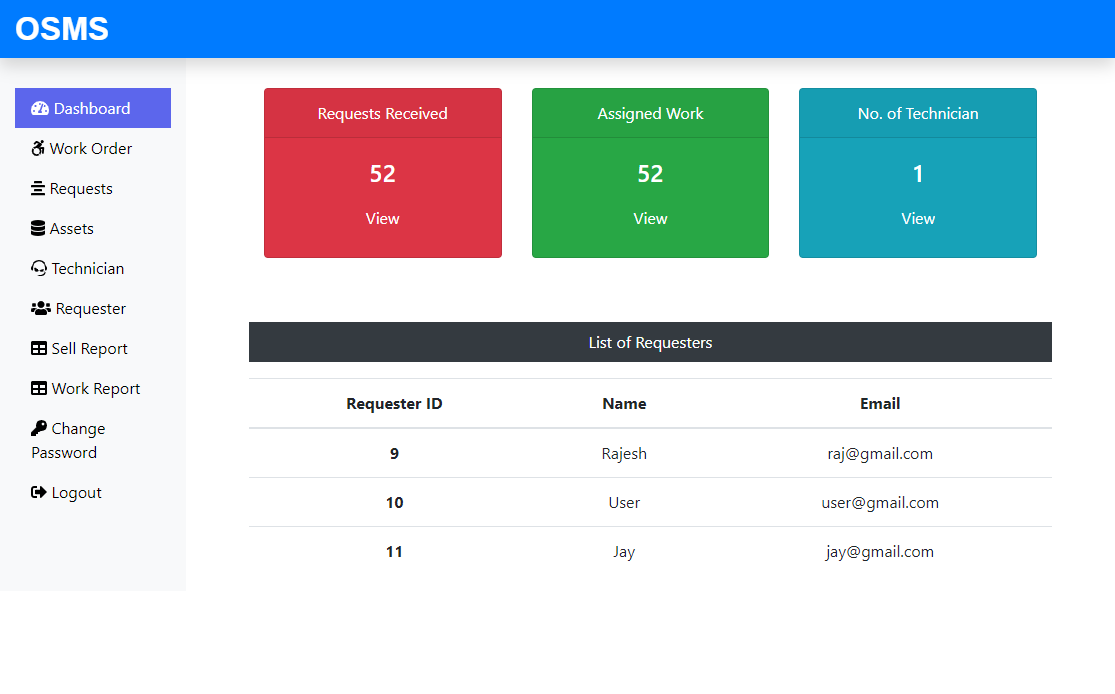 OSMS
Dashboard
Work Order
Requests
Assets
Technician
Requester
Sell Report
Work Report
Change
Password
Logout
Requests Received
52
View
Assigned Work
52
View
No. of Technician
1
View
List of Requesters
Requester ID Name Email
9 Rajesh raj@gmail.com
10 User user@gmail.com
11 Jay jay@gmail.com